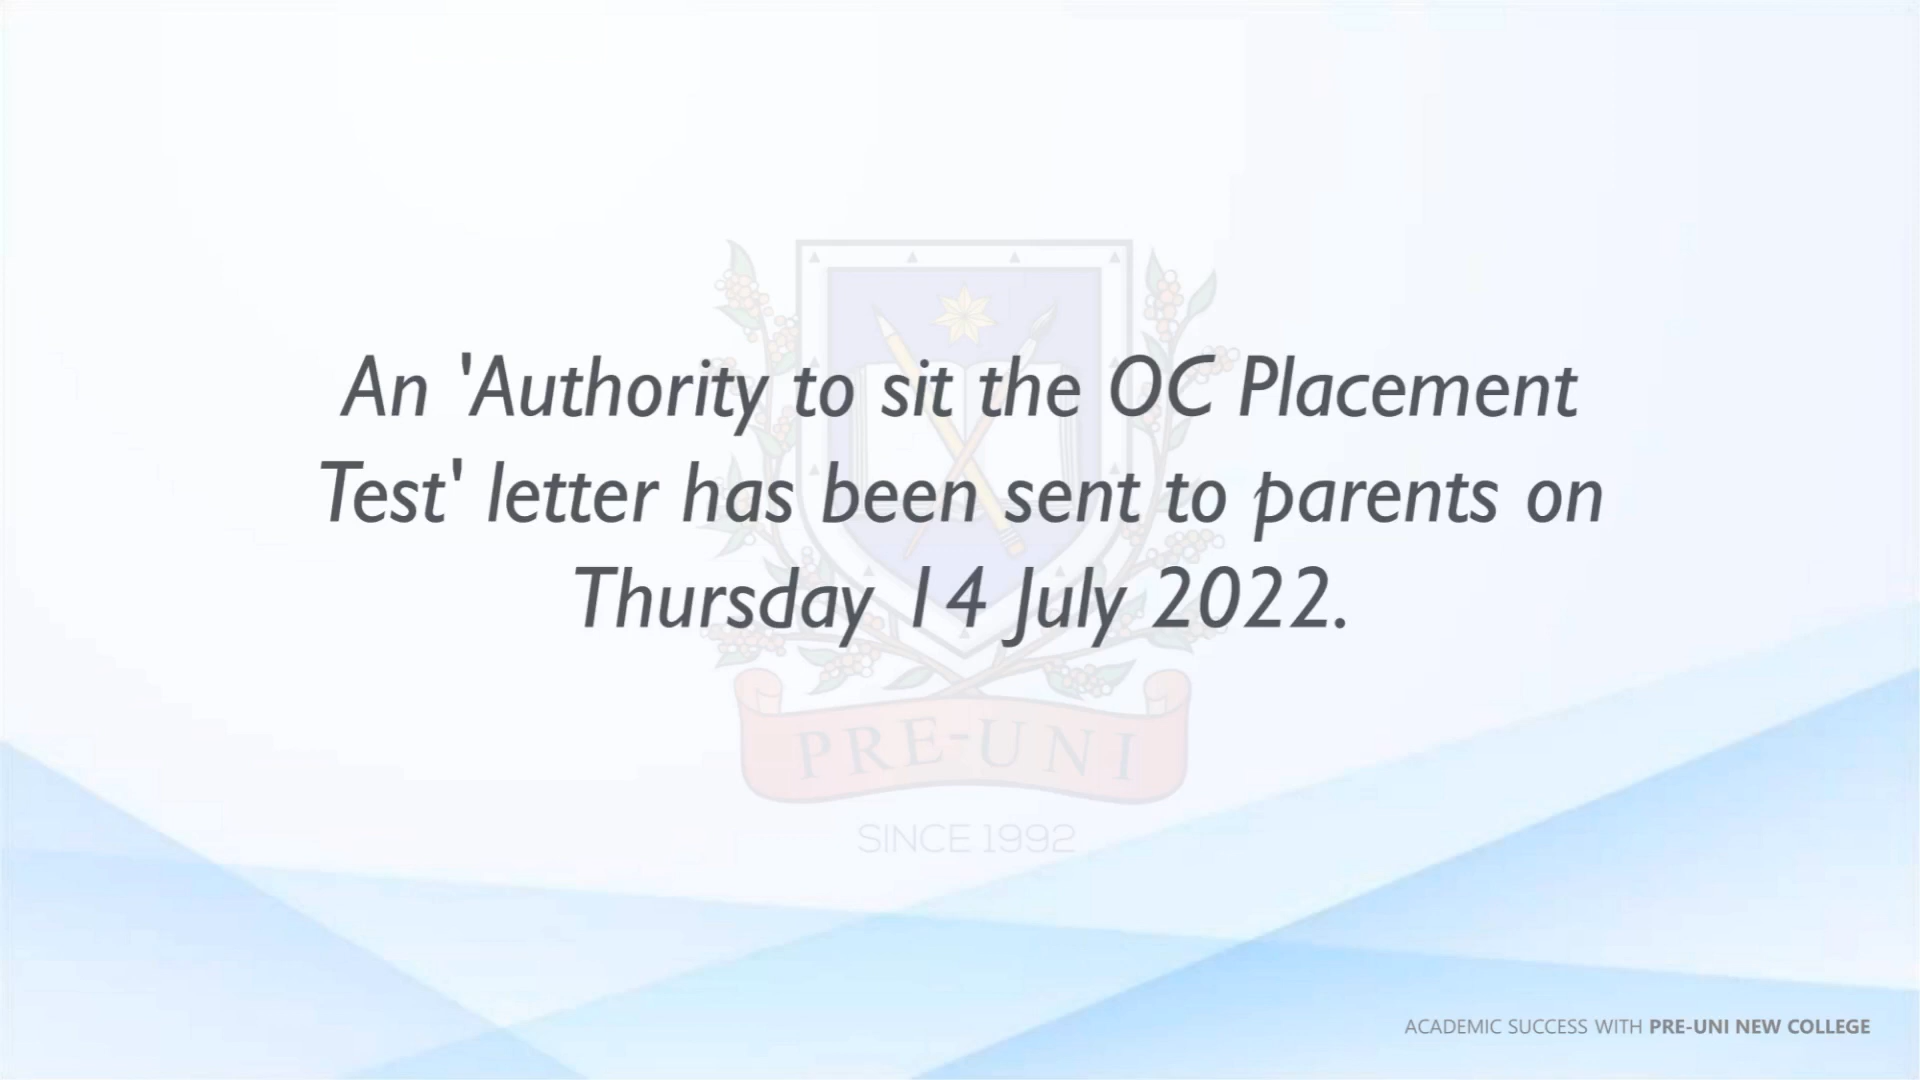 An 'Authority to sit the OC Placement
Test' letter has been sent to parents on
Thursday 14 July 2022.
PRE-UNI
SINCE 1992
ACADEMIC SUCCESS WITH PRE-UNI NEW COLLEGE